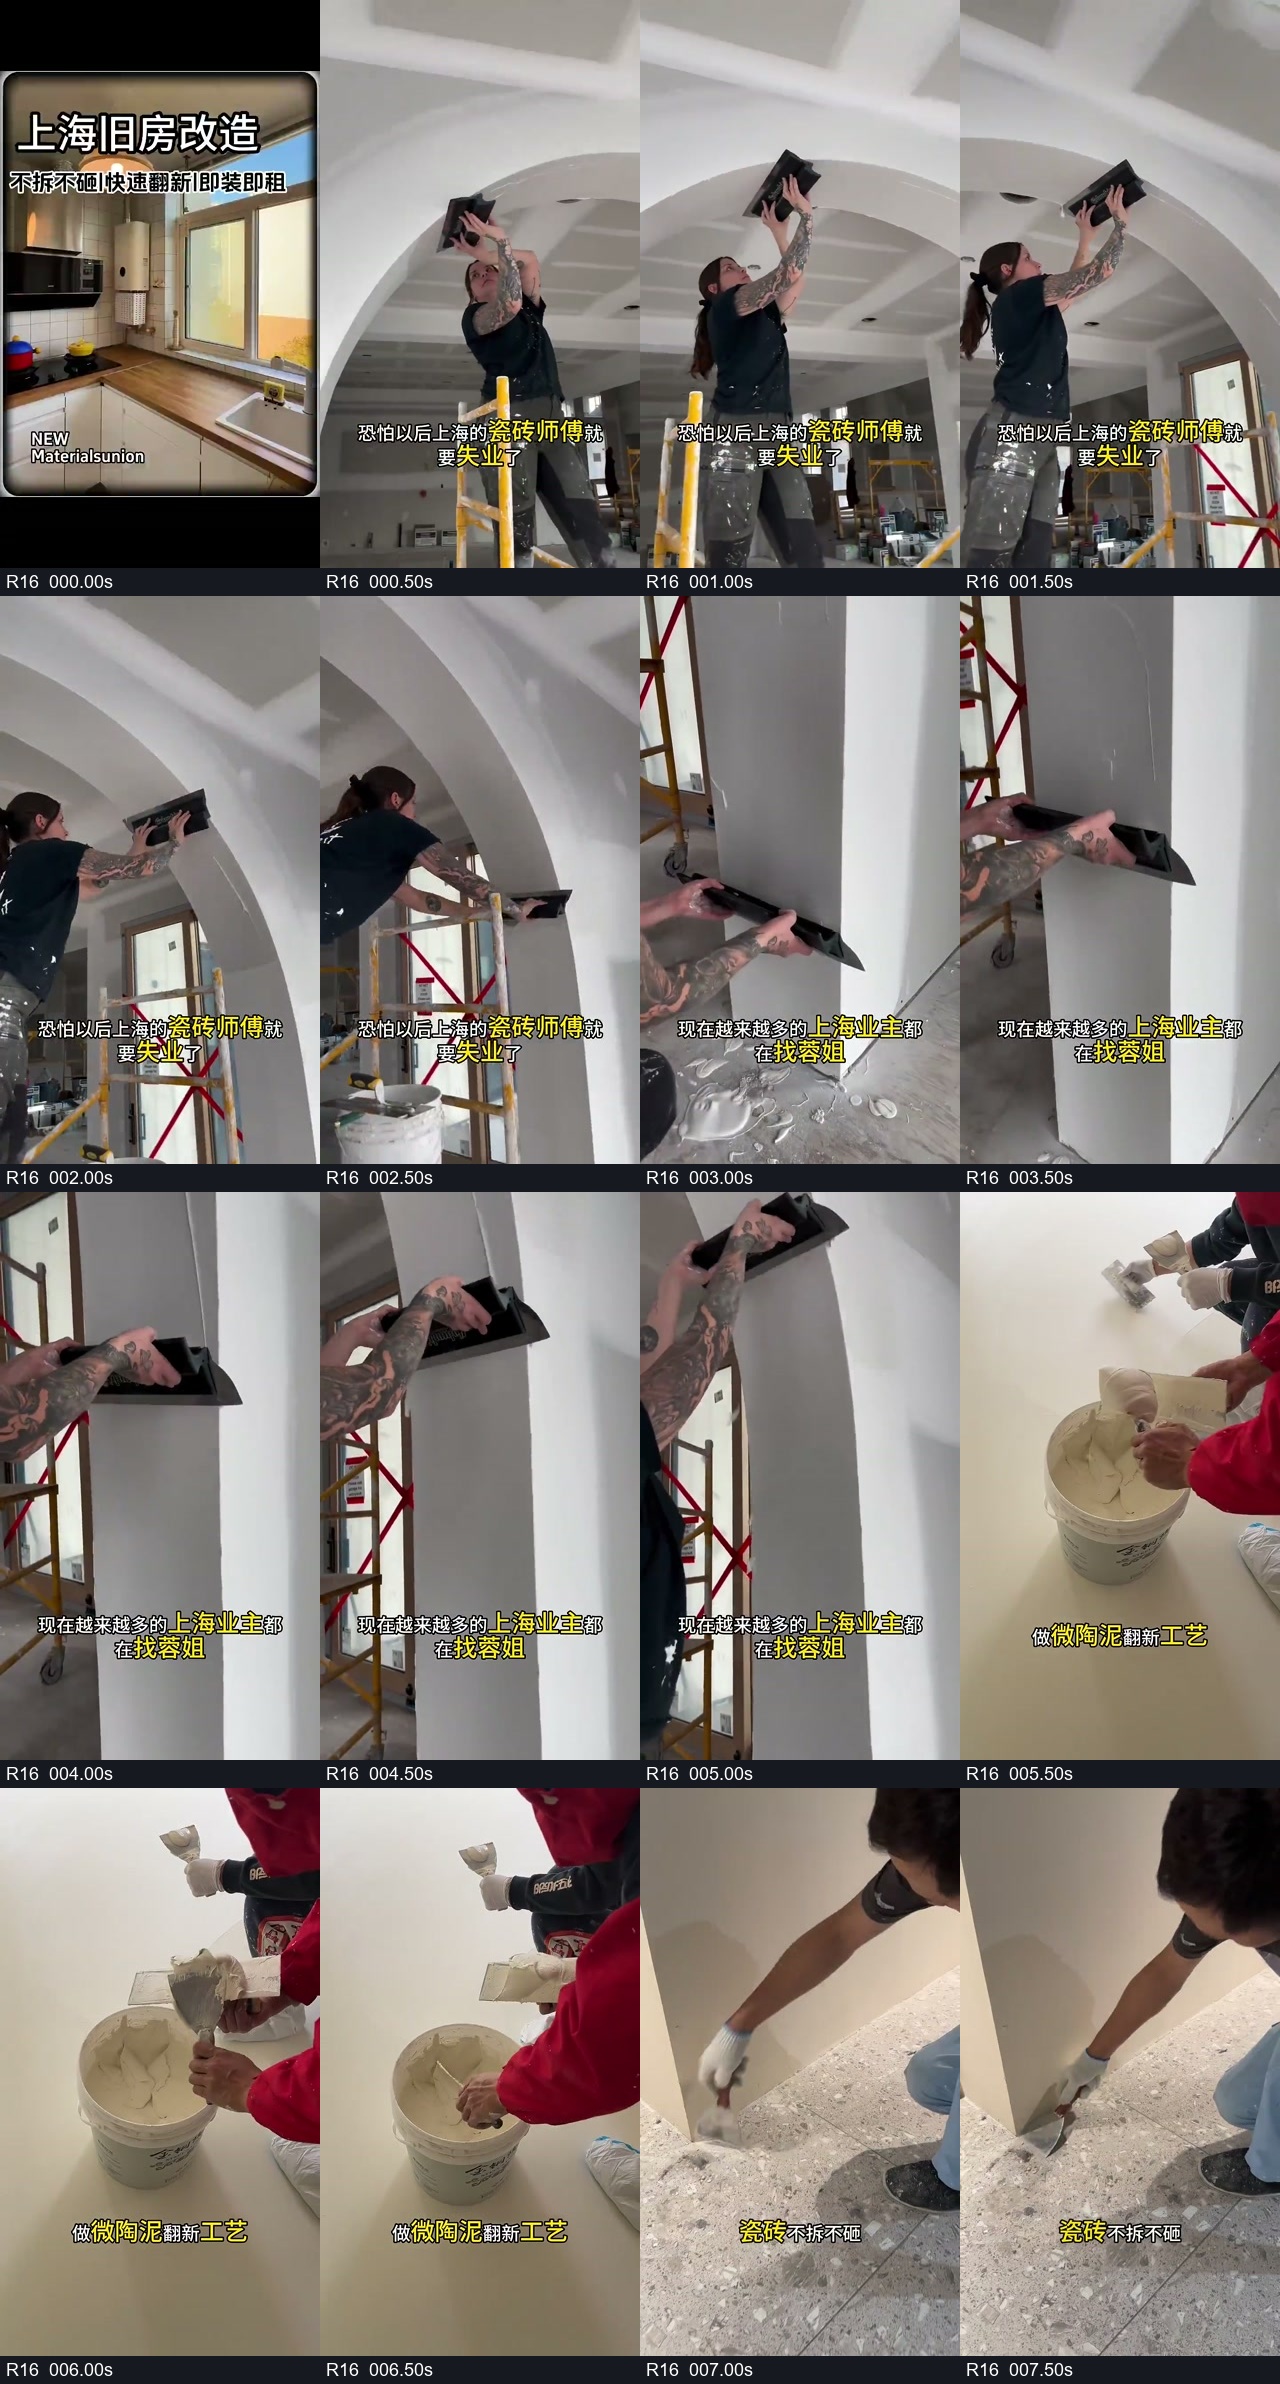 上海旧房改造
不拆不砸|快速翻新|即装即租
NEW
Materialsunion
R16 000.00s
恐怕以后上海的瓷砖师傅就
要失业了
R16 000.50s
恐怕以后上海的瓷砖师傅就
要失业了
R16 001.00s
恐怕以后上海的瓷砖师傅就
要失业了
R16 001.50s
恐怕以后上海的瓷砖师傅就
要失业了
R16 002.00s
恐怕以后上海的瓷砖师傅就
要失业了
R16 002.50s
现在越来越多的上海业主都
在找蓉姐
R16 003.00s
现在越来越多的上海业主都
在找蓉姐
R16 003.50s
现在越来越多的上海业主都
在找蓉姐
R16 004.00s
现在越来越多的上海业主都
在找蓉姐
R16 004.50s
现在越来越多的上海业主都
在找蓉姐
R16 005.00s
做微陶泥翻新工艺
R16 005.50s
做微陶泥翻新工艺
R16 006.00s
做微陶泥翻新工艺
R16 006.50s
瓷砖不拆不砸
R16 007.00s
瓷砖不拆不砸
R16 007.50s